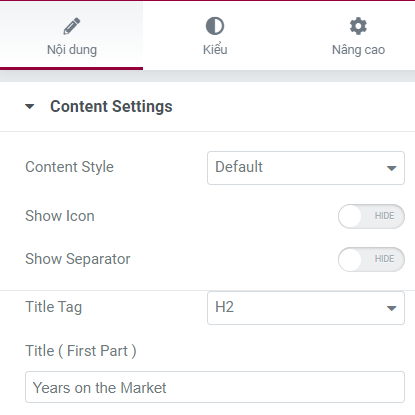 Nội dung Kiểu Nâng cao
Content Settings
Content Style Default
Show Icon HIDE
Show Separator HIDE
Title Tag H2
Title ( First Part )
Years on the Market